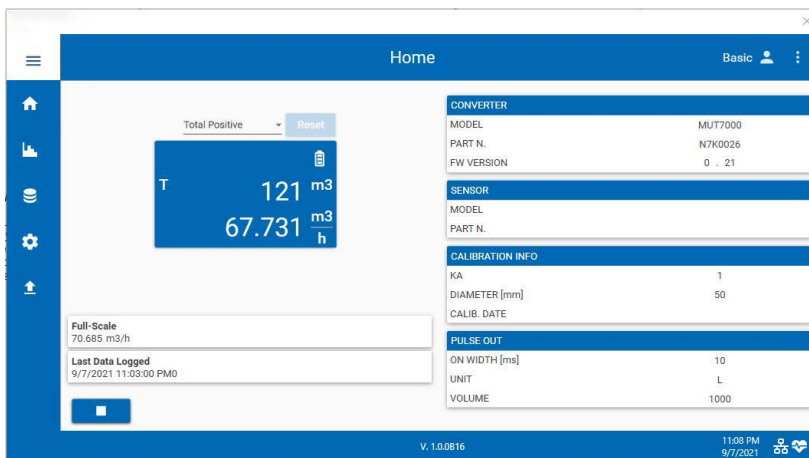 Home
Basic
Total Positive
Reset
T
121 m3
67.731 m3
h
Full-Scale
70.685 m3/h
Last Data Logged
9/7/2021 11:03:00 PM0
CONVERTER
MODEL MUT7000
PART N. N7K0026
FW VERSION 0 . 21
SENSOR
MODEL
PART N.
CALIBRATION INFO
KA 1
DIAMETER [mm] 50
CALIB. DATE
PULSE OUT
ON WIDTH [ms] 10
UNIT L
VOLUME 1000
V. 1.0.0816
11:08 PM
9/7/2021